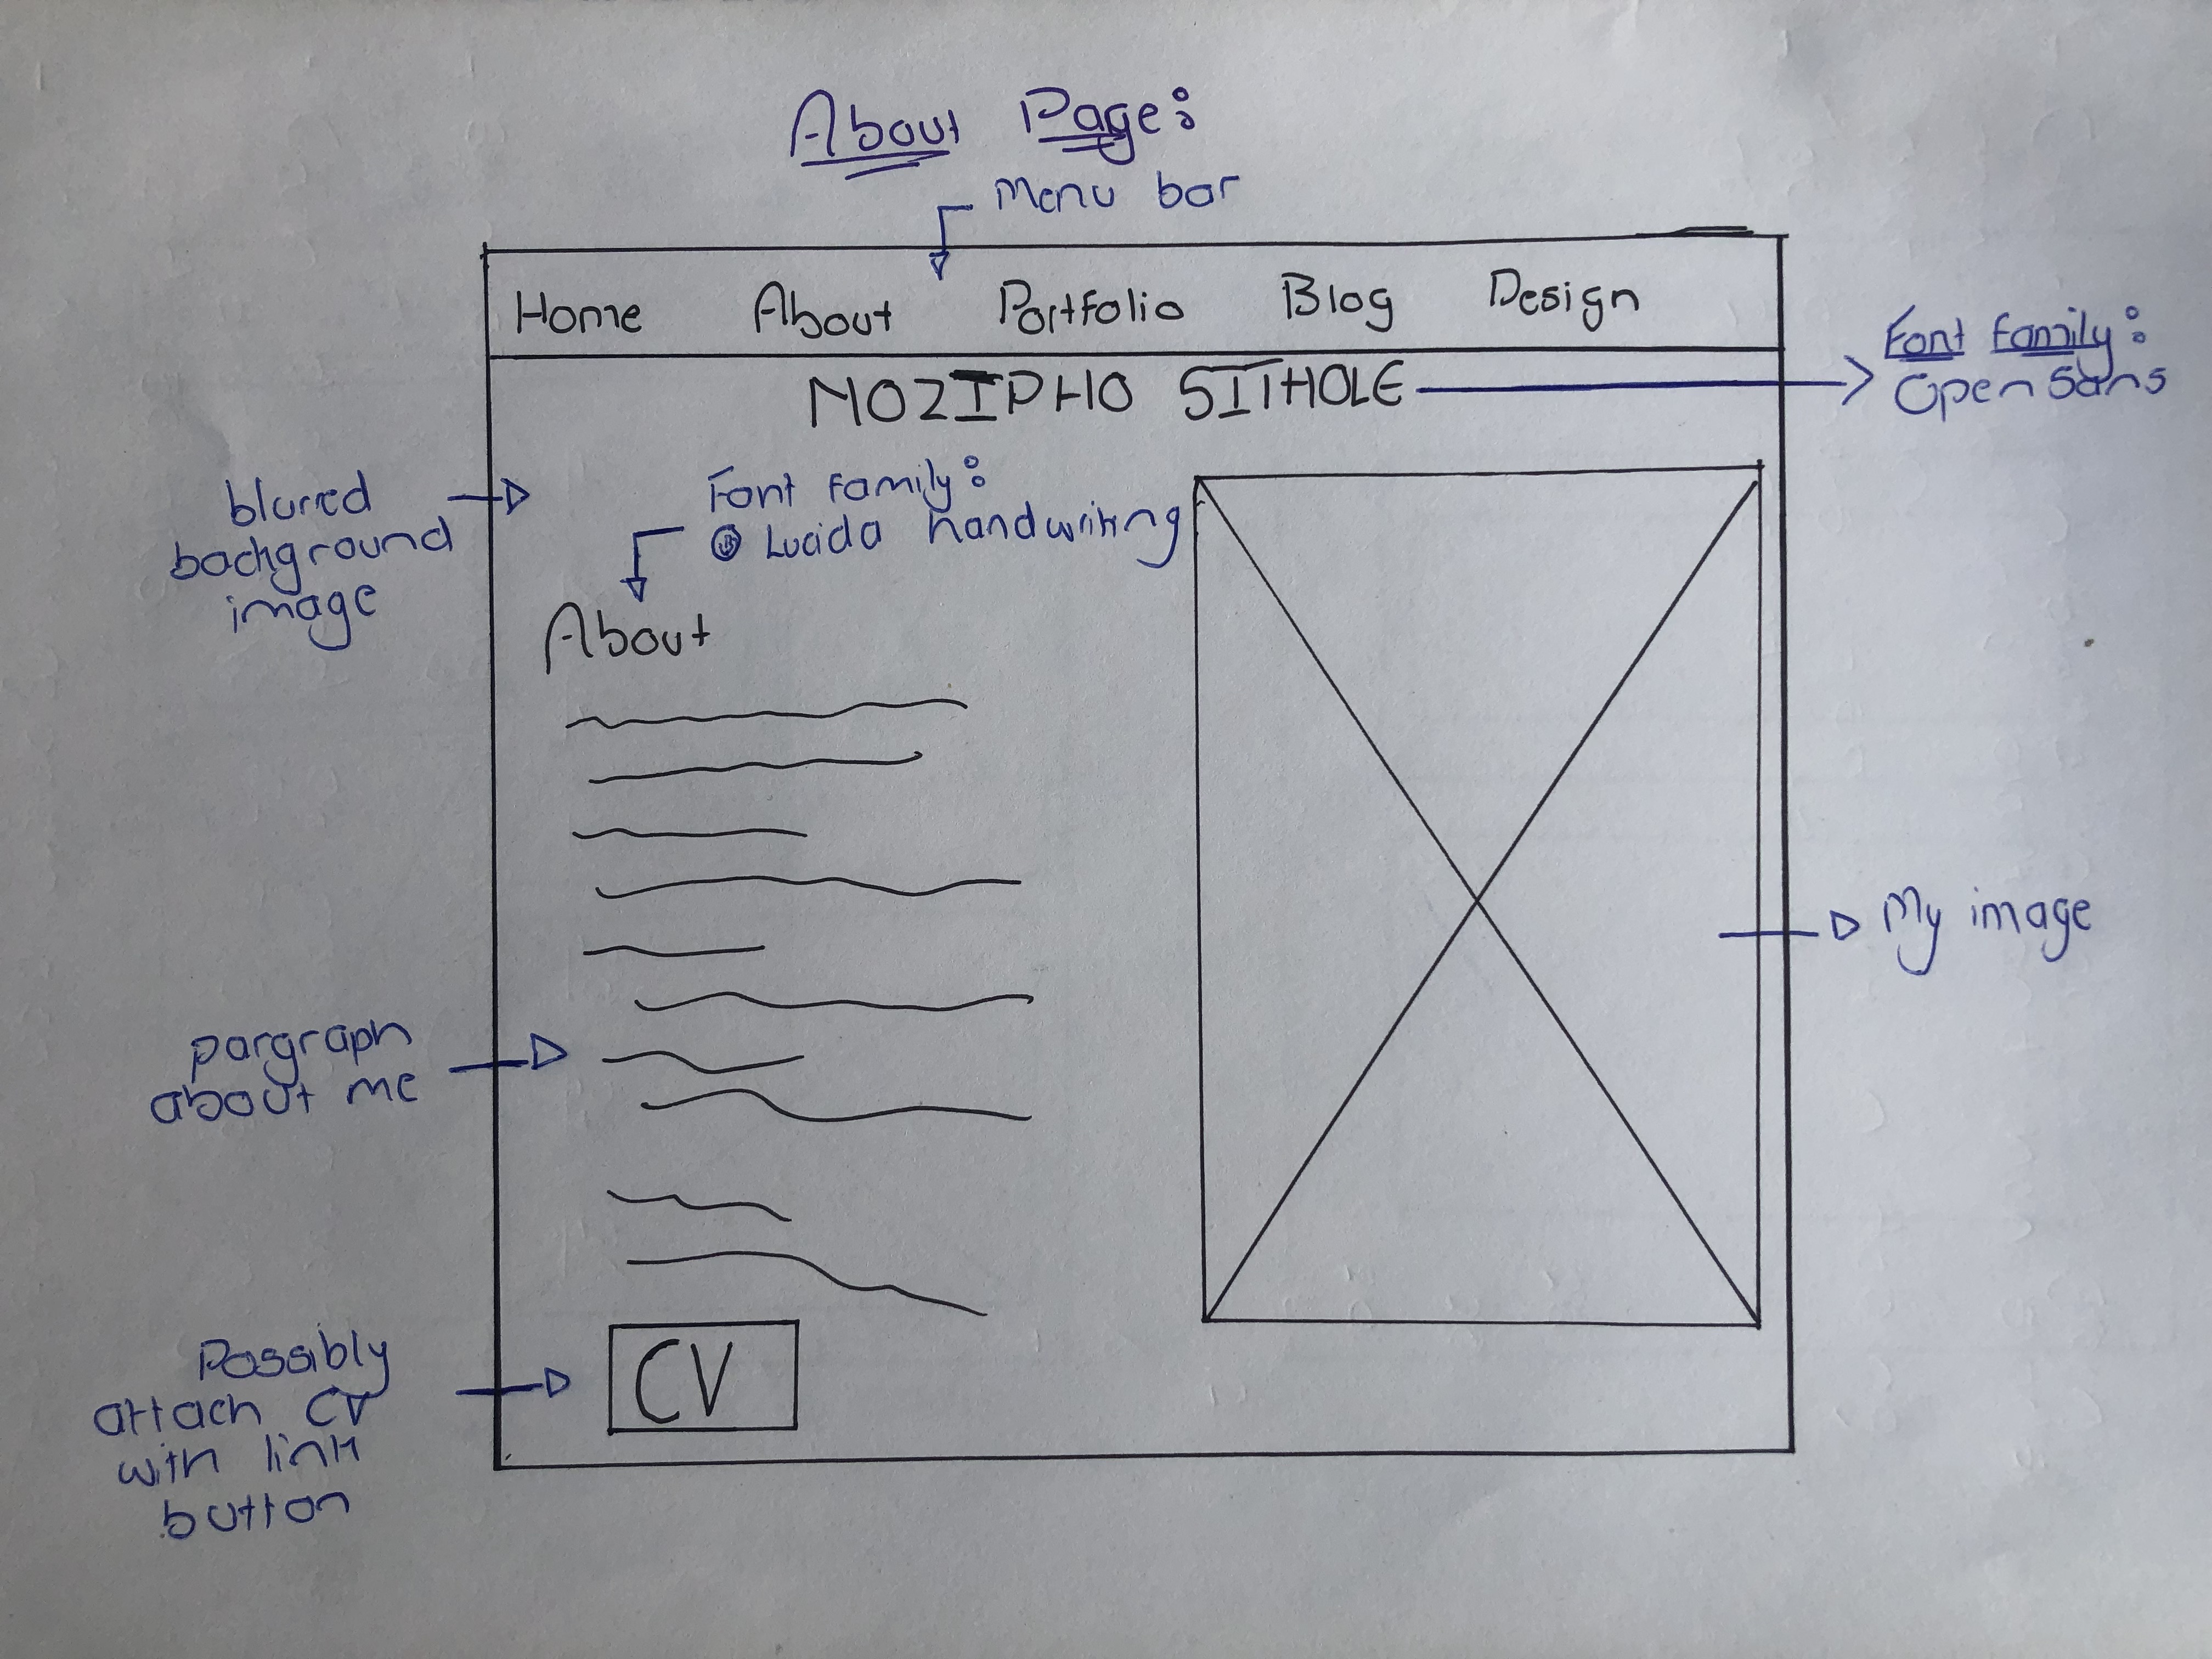 About Page:
Menu bar
Home About Portfolio Blog Design
NOZIPHO SITHOLE
Font family:
Open Sans
blurred
background
image
Font family:
Lucida handwriting
About
My image
pargraph
about me
CV
Possibly
attach CV
with link
button